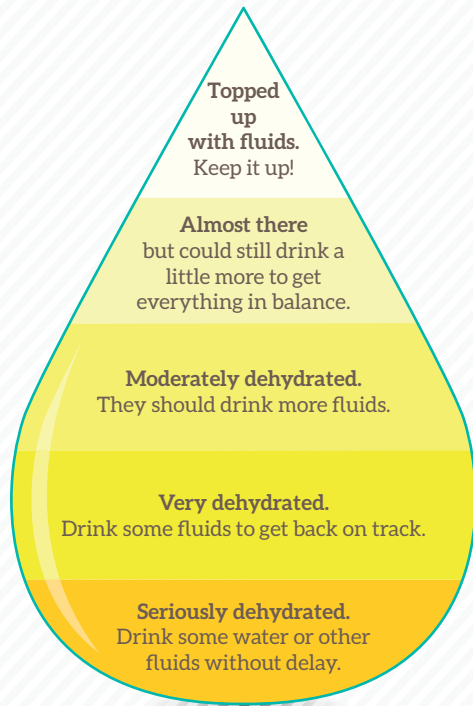 Topped
up
with fluids.
Keep it up!
Almost there
but could still drink a
little more to get
everything in balance.
Moderately dehydrated.
They should drink more fluids.
Very dehydrated.
Drink some fluids to get back on track.
Seriously dehydrated.
Drink some water or other
fluids without delay.